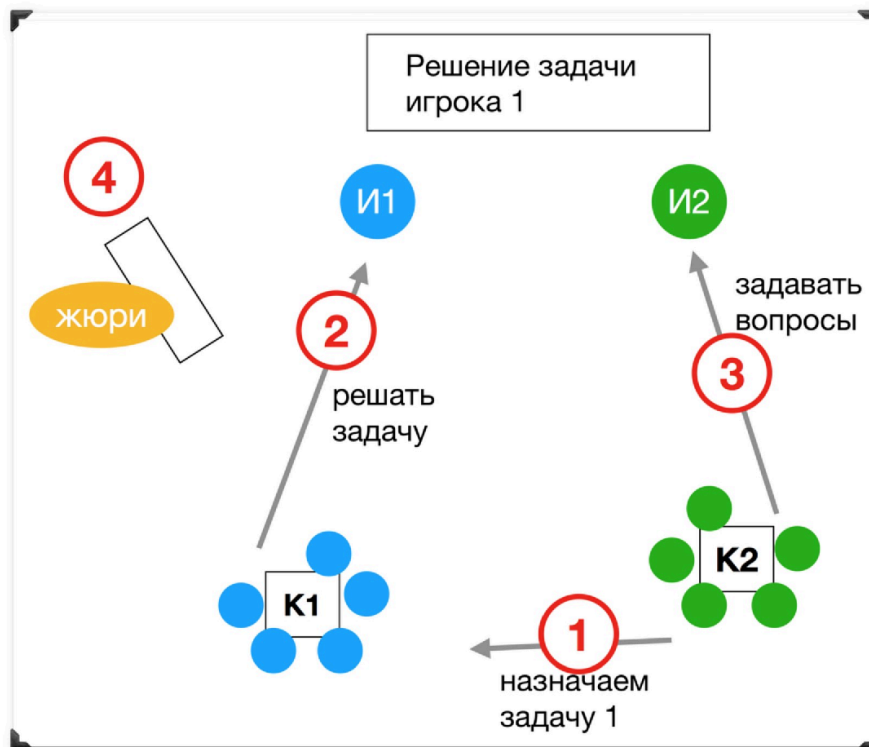 Решение задачи
игрока 1
4
И1
И2
жюри
2
решать
задачу
задавать
вопросы
3
К1
К2
1
назначаем
задачу 1